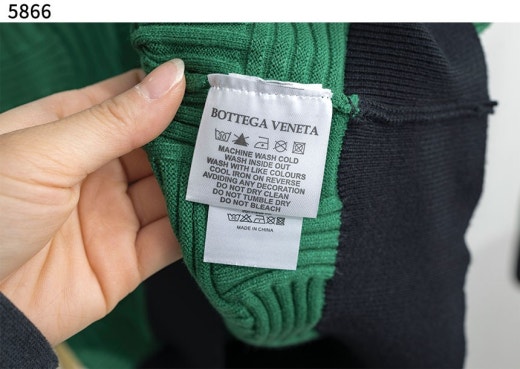 5866
BOTTEGA VENETA
MACHINE WASH COLD
WASH INSIDE OUT
WASH WITH LIKE COLOURS
COOL IRON ON REVERSE
AVDIDING ANY DECORATION
DO NOT DRY CLEAN
DO NOT TUMBLE DRY
DO NOT BLEACH
MADE IN CHINA